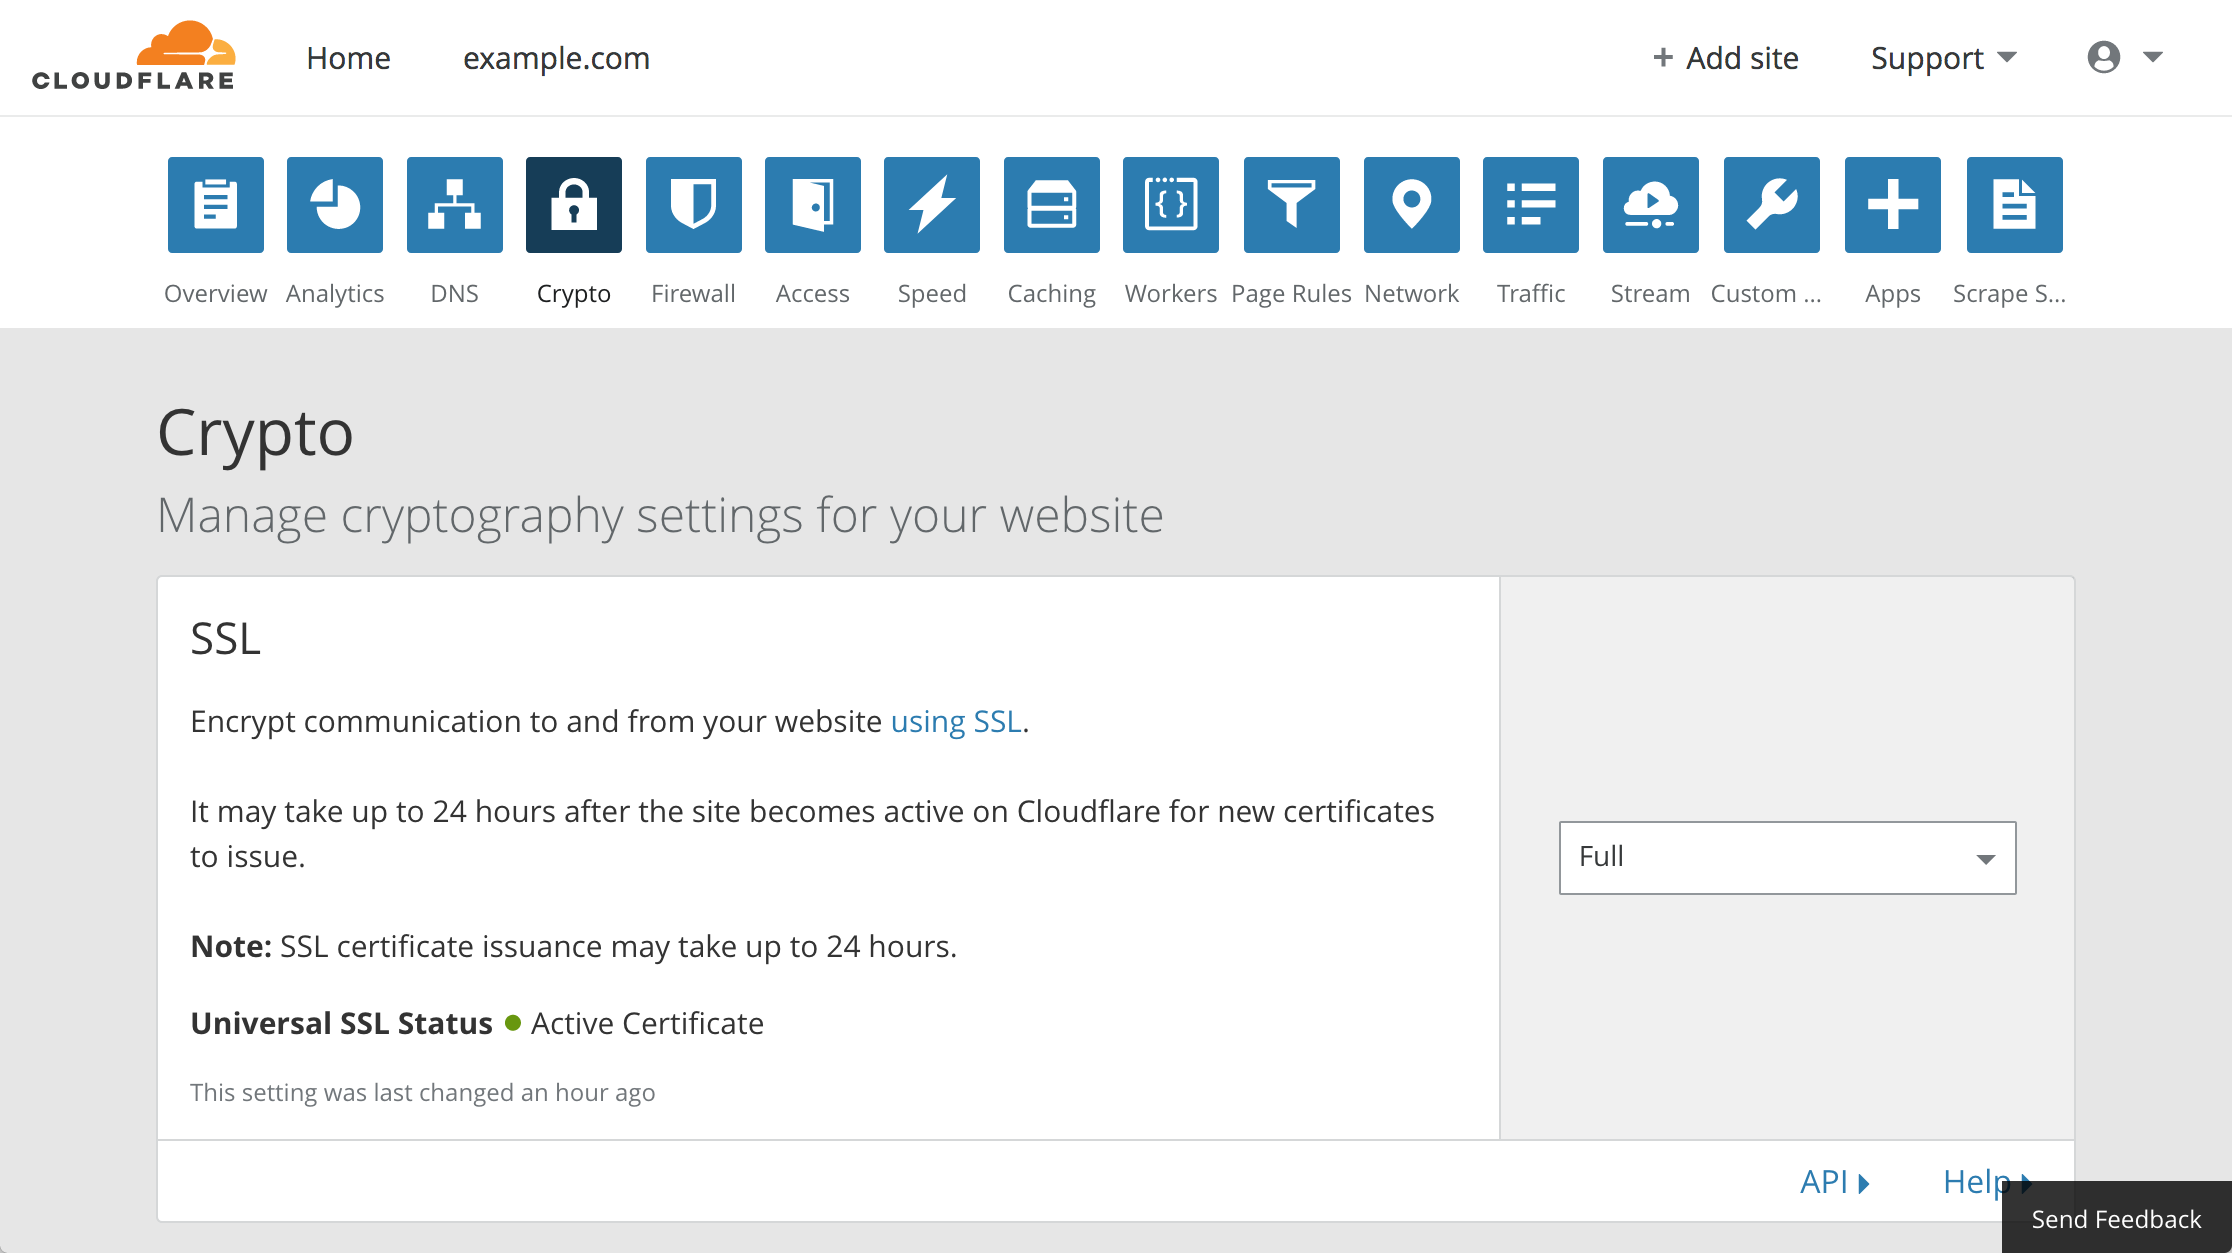 CLOUDFLARE
Home
example.com
+ Add site
Support
Overview
Analytics
DNS
Crypto
Firewall
Access
Speed
Caching
Workers
Page Rules
Network
Traffic
Stream
Custom ...
Apps
Scrape S...
Crypto
Manage cryptography settings for your website
SSL
Encrypt communication to and from your website using SSL.
It may take up to 24 hours after the site becomes active on Cloudflare for new certificates
to issue.
Full
Note: SSL certificate issuance may take up to 24 hours.
Universal SSL Status Active Certificate
This setting was last changed an hour ago
API
Help
Send Feedback